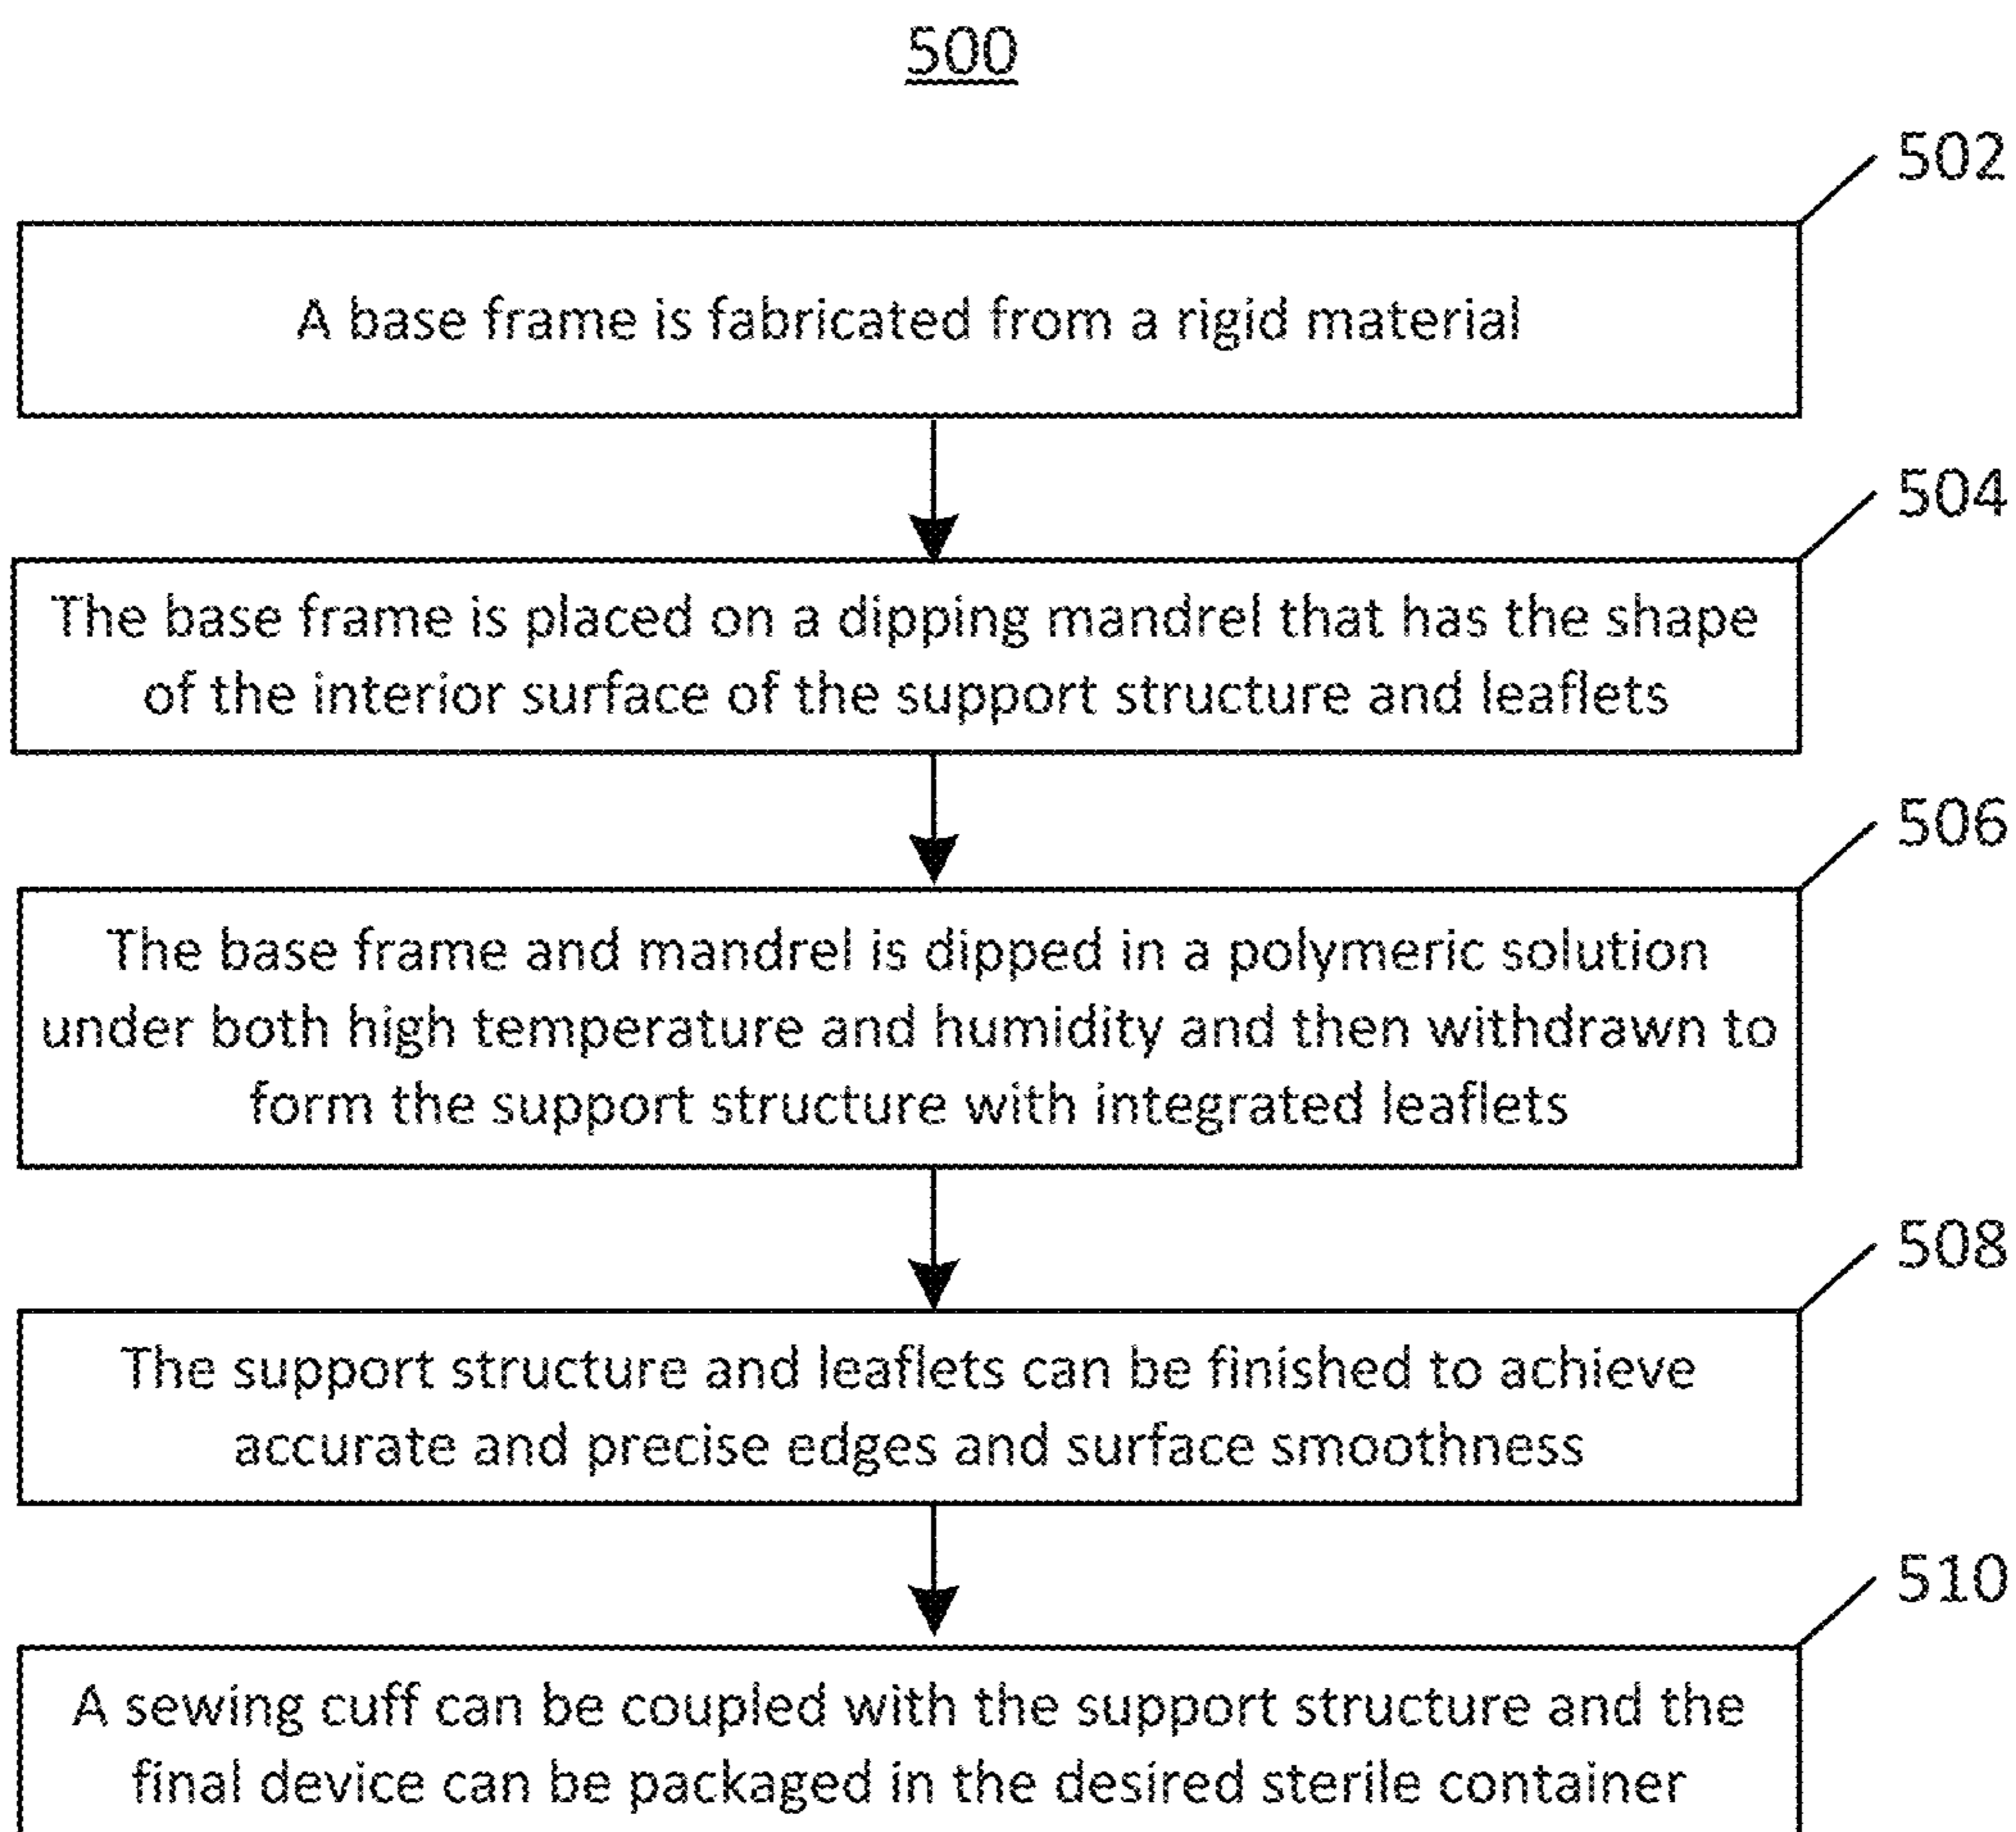 500
502
A base frame is fabricated from a rigid material
504
The base frame is placed on a dipping mandrel that has the shape
of the interior surface of the support structure and leaflets
506
The base frame and mandrel is dipped in a polymeric solution
under both high temperature and humidity and then withdrawn to
form the support structure with integrated leaflets
508
The support structure and leaflets can be finished to achieve
accurate and precise edges and surface smoothness
510
A sewing cuff can be coupled with the support structure and the
final device can be packaged in the desired sterile container